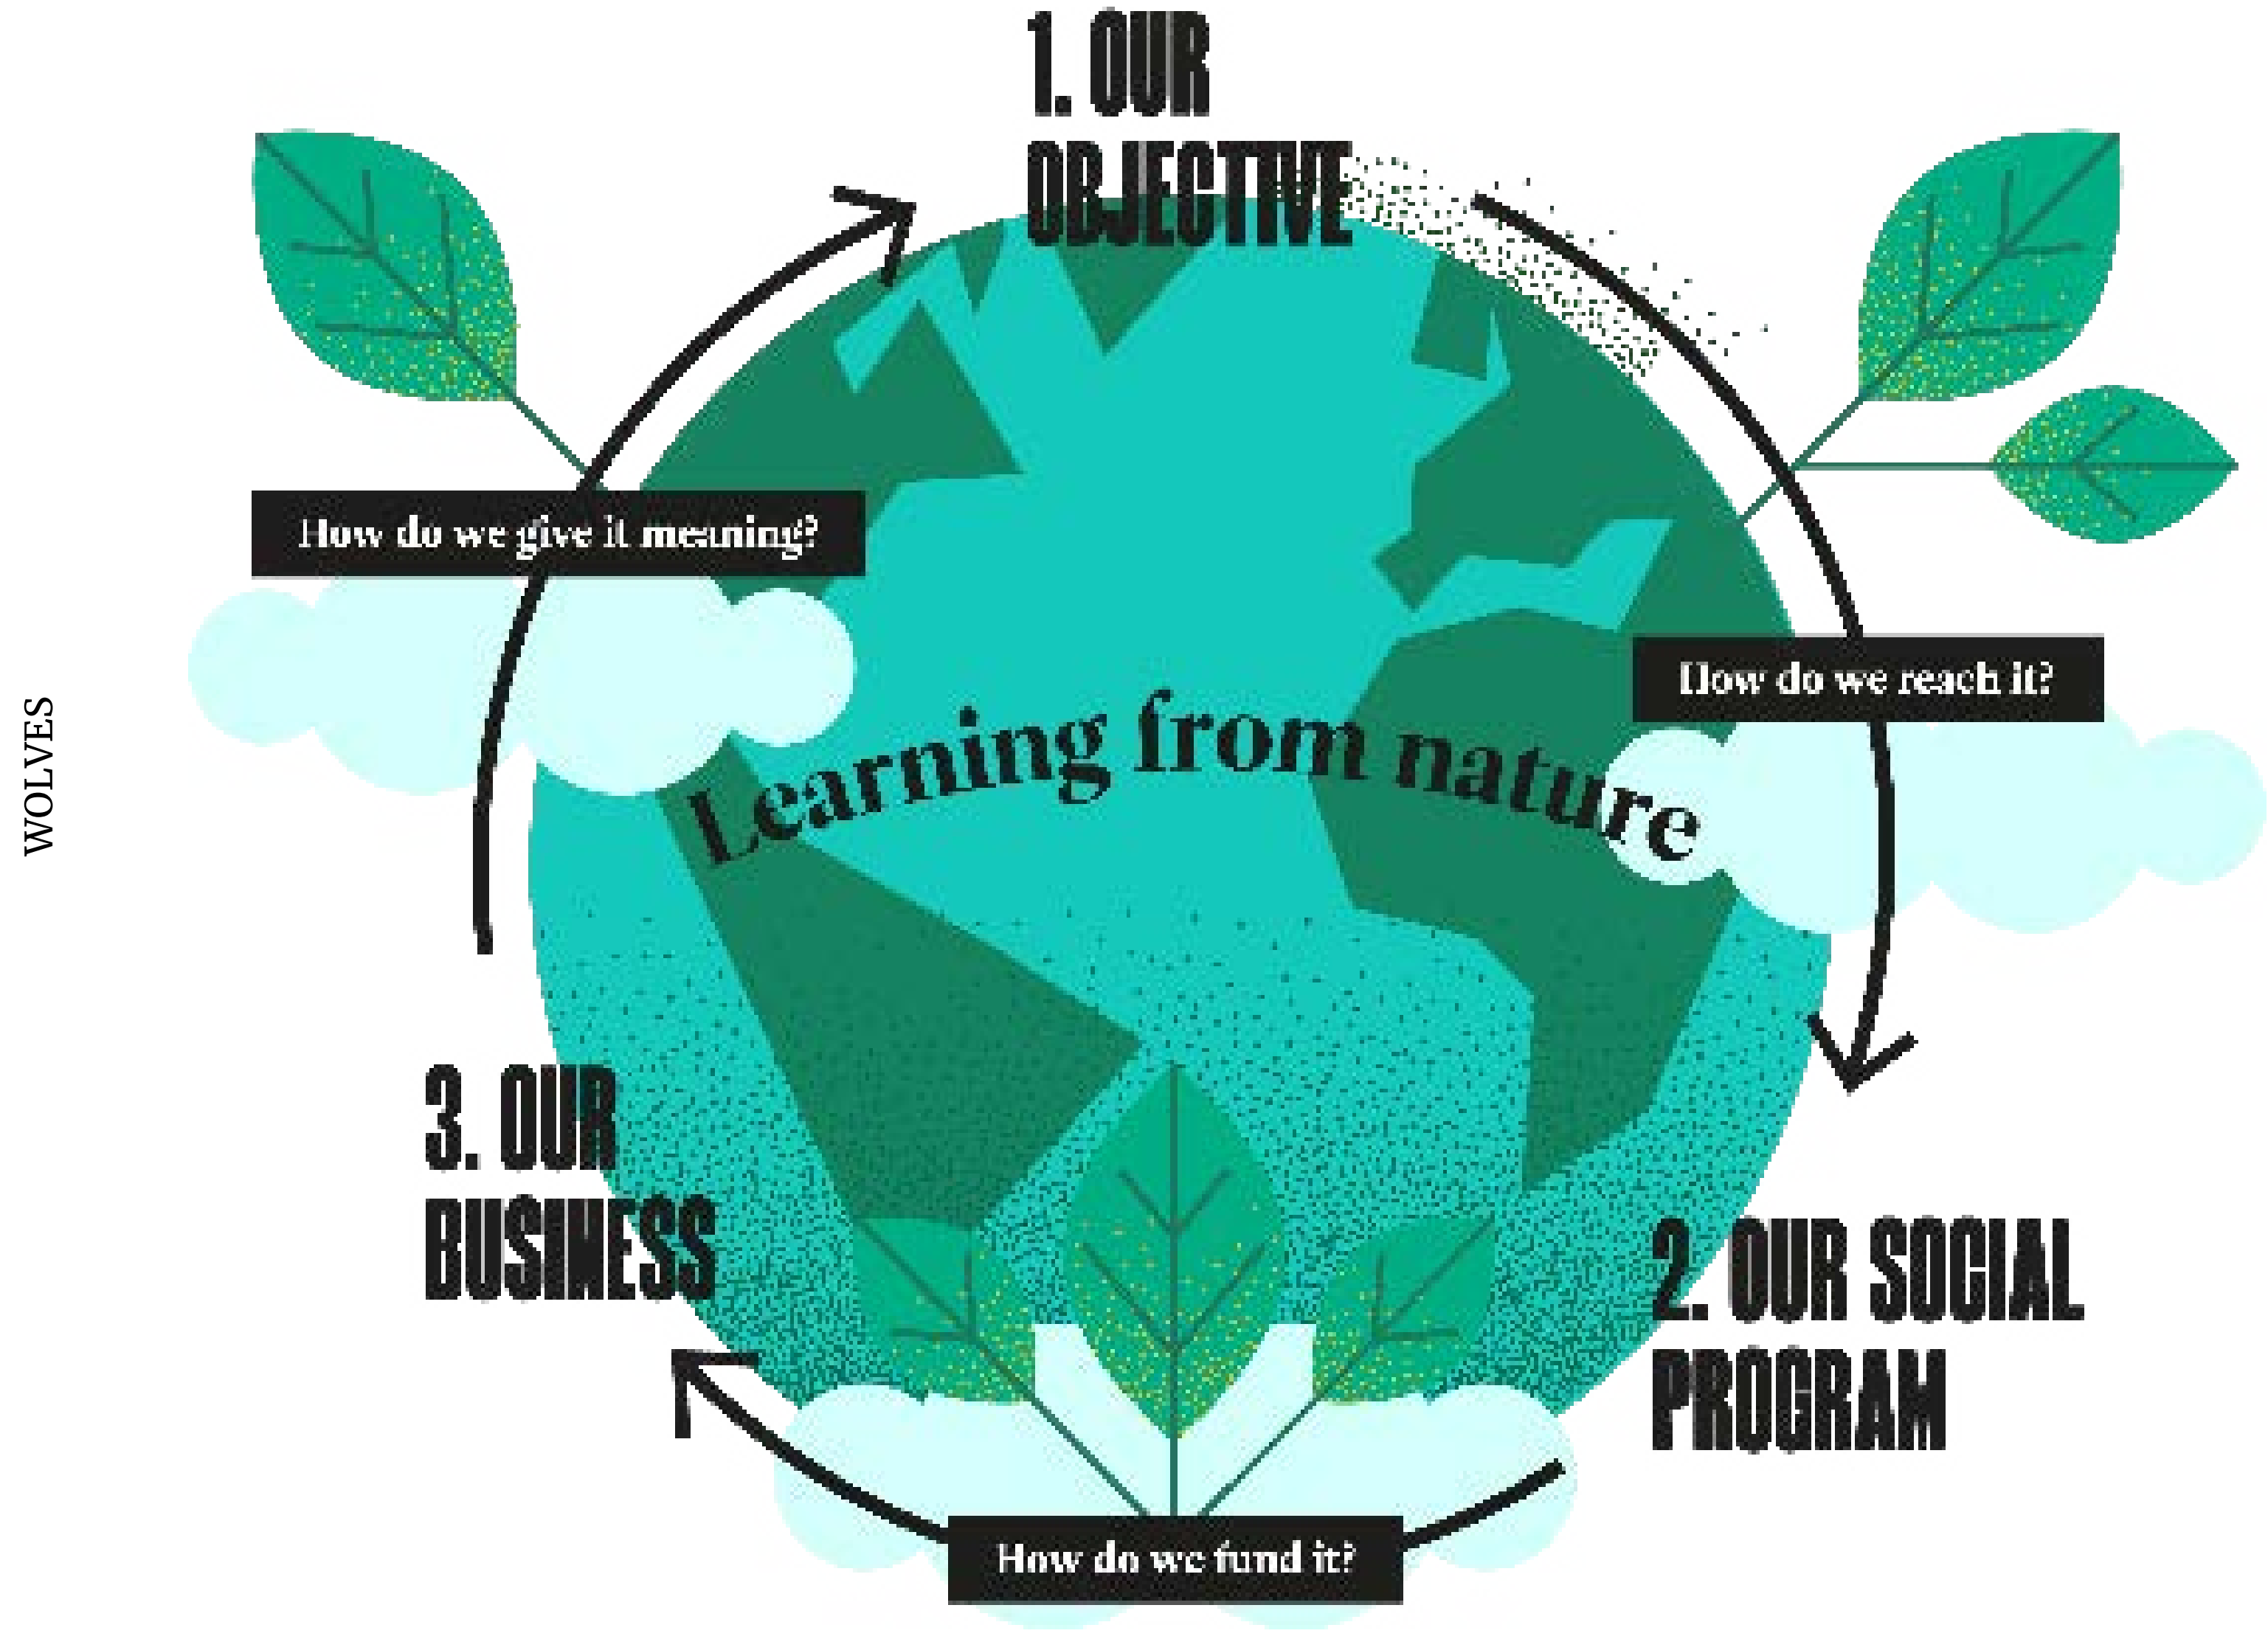 1. OUR
OBJECTIVE
How do we give it meaning?
How do we reach it?
WOLVES
Learning from nature
3. OUR
BUSINESS
2. OUR SOCIAL
PROGRAM
How do we fund it?